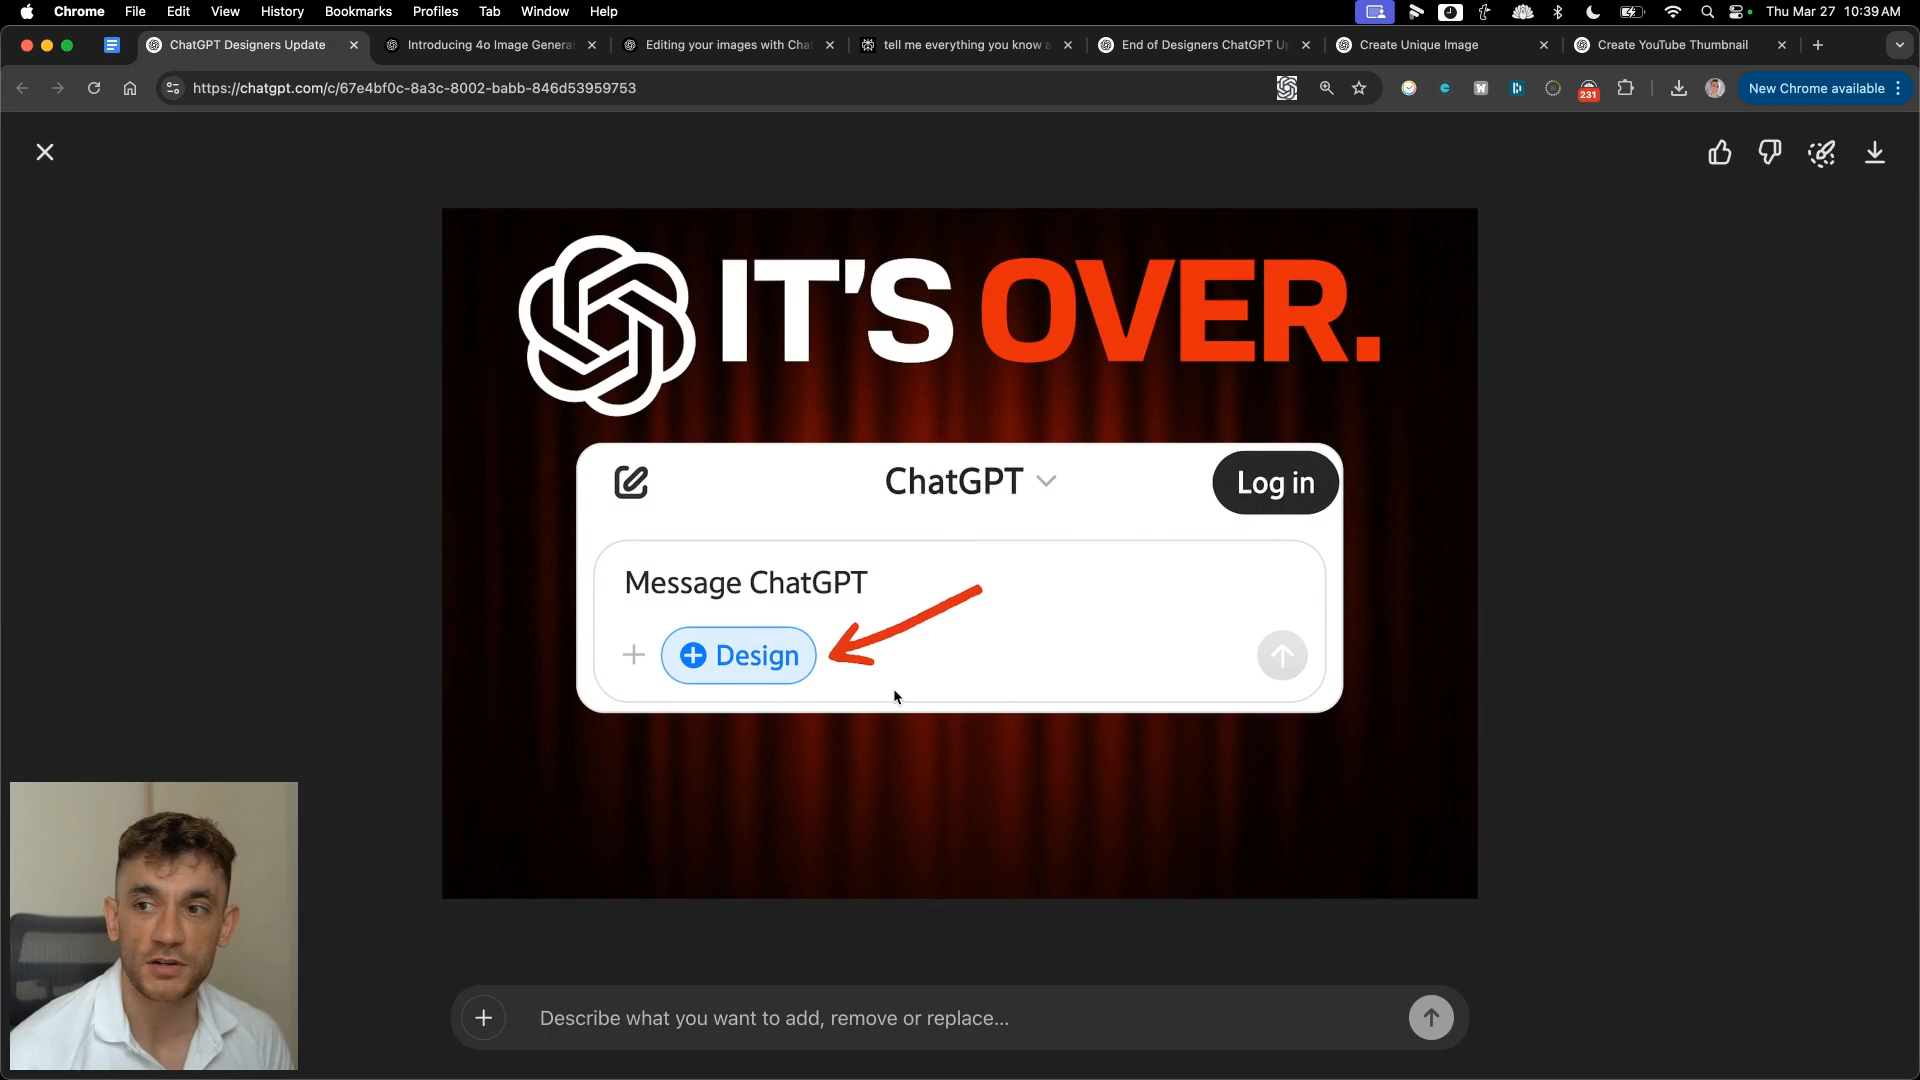 Chrome File Edit View History Bookmarks Profiles Tab Window Help Thu Mar 27 10:39 AM
ChatGPT Designers Update Introducing 4o Image Genera Editing your images with Cha tell me everything you know a End of Designers ChatGPT U Create Unique Image Create YouTube Thumbnail
https://chatgpt.com/c/67e4bf0c-8a3c-8002-babb-846d53959753 231 New Chrome available
IT'S OVER.
ChatGPT Log in
Message ChatGPT
Design
Describe what you want to add, remove or replace...